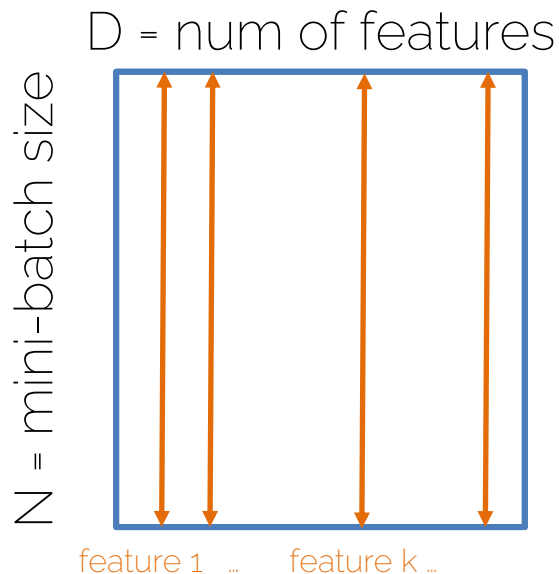 D = num of features
N = mini-batch size
feature 1 ... feature k ...